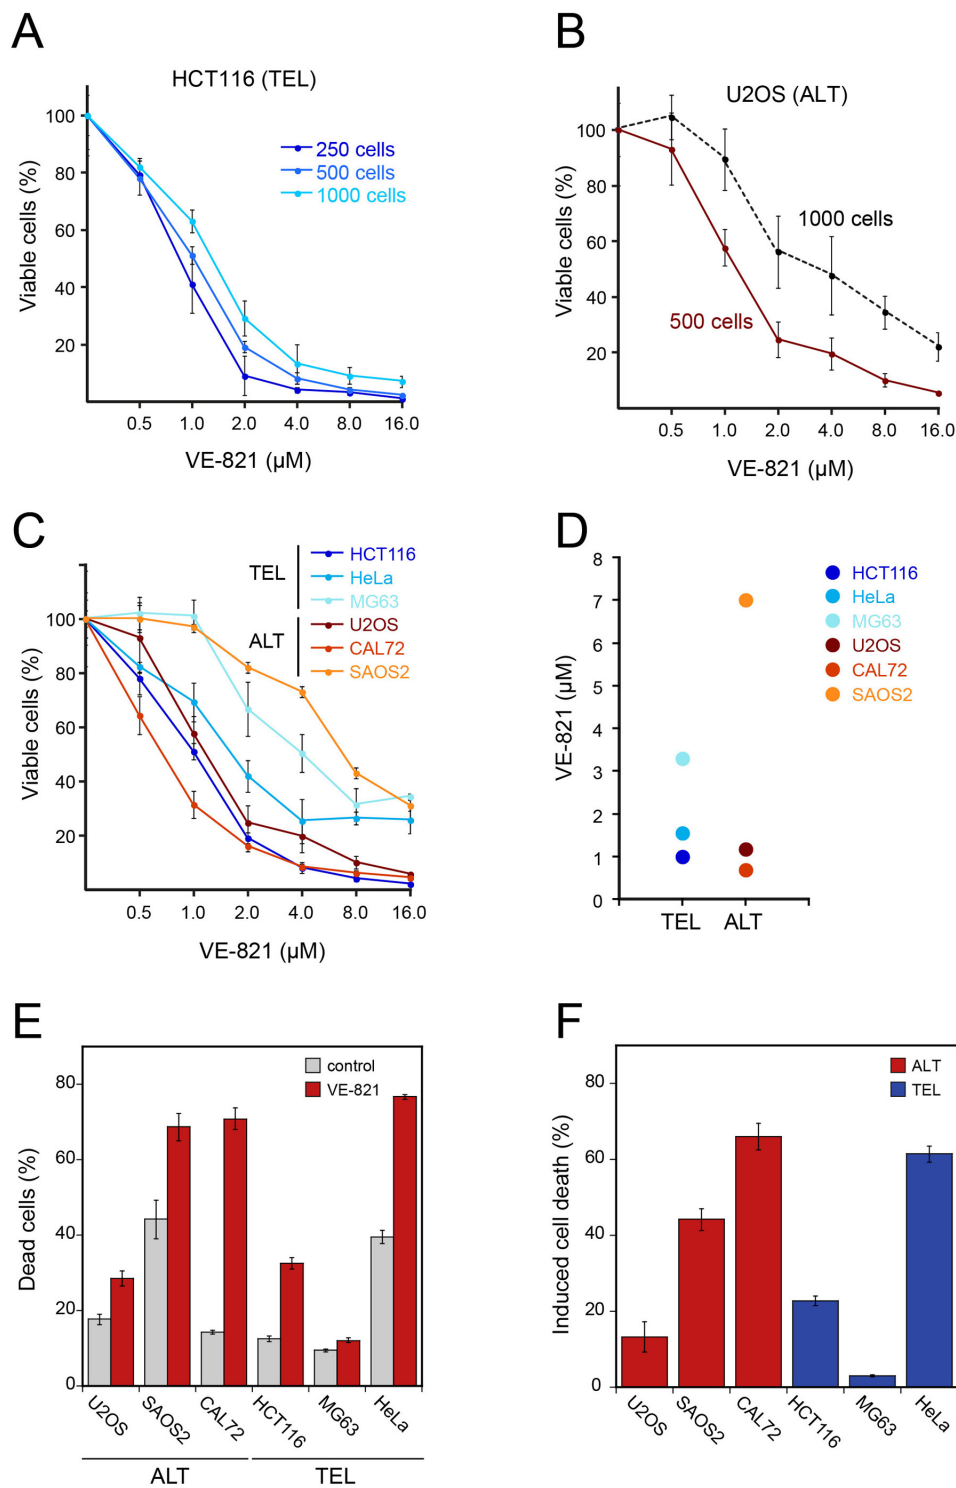 A
HCT116 (TEL)
Viable cells (%)
100
80
60
40
20
250 cells
500 cells
1000 cells
0.5 1.0 2.0 4.0 8.0 16.0
VE-821 (µM)
B
U2OS (ALT)
Viable cells (%)
100
80
60
40
20
1000 cells
500 cells
0.5 1.0 2.0 4.0 8.0 16.0
VE-821 (µM)
C
TEL
HCT116
HeLa
MG63
ALT
U2OS
CAL72
SAOS2
Viable cells (%)
100
80
60
40
20
0.5 1.0 2.0 4.0 8.0 16.0
VE-821 (µM)
D
VE-821 (µM)
8
7
6
5
4
3
2
1
0
TEL ALT
HCT116
HeLa
MG63
U2OS
CAL72
SAOS2
E
Dead cells (%)
80
60
40
20
0
control
VE-821
U2OS SAOS2 CAL72 HCT116 MG63 HeLa
ALT TEL
F
Induced cell death (%)
80
60
40
20
0
ALT
TEL
U2OS SAOS2 CAL72 HCT116 MG63 HeLa